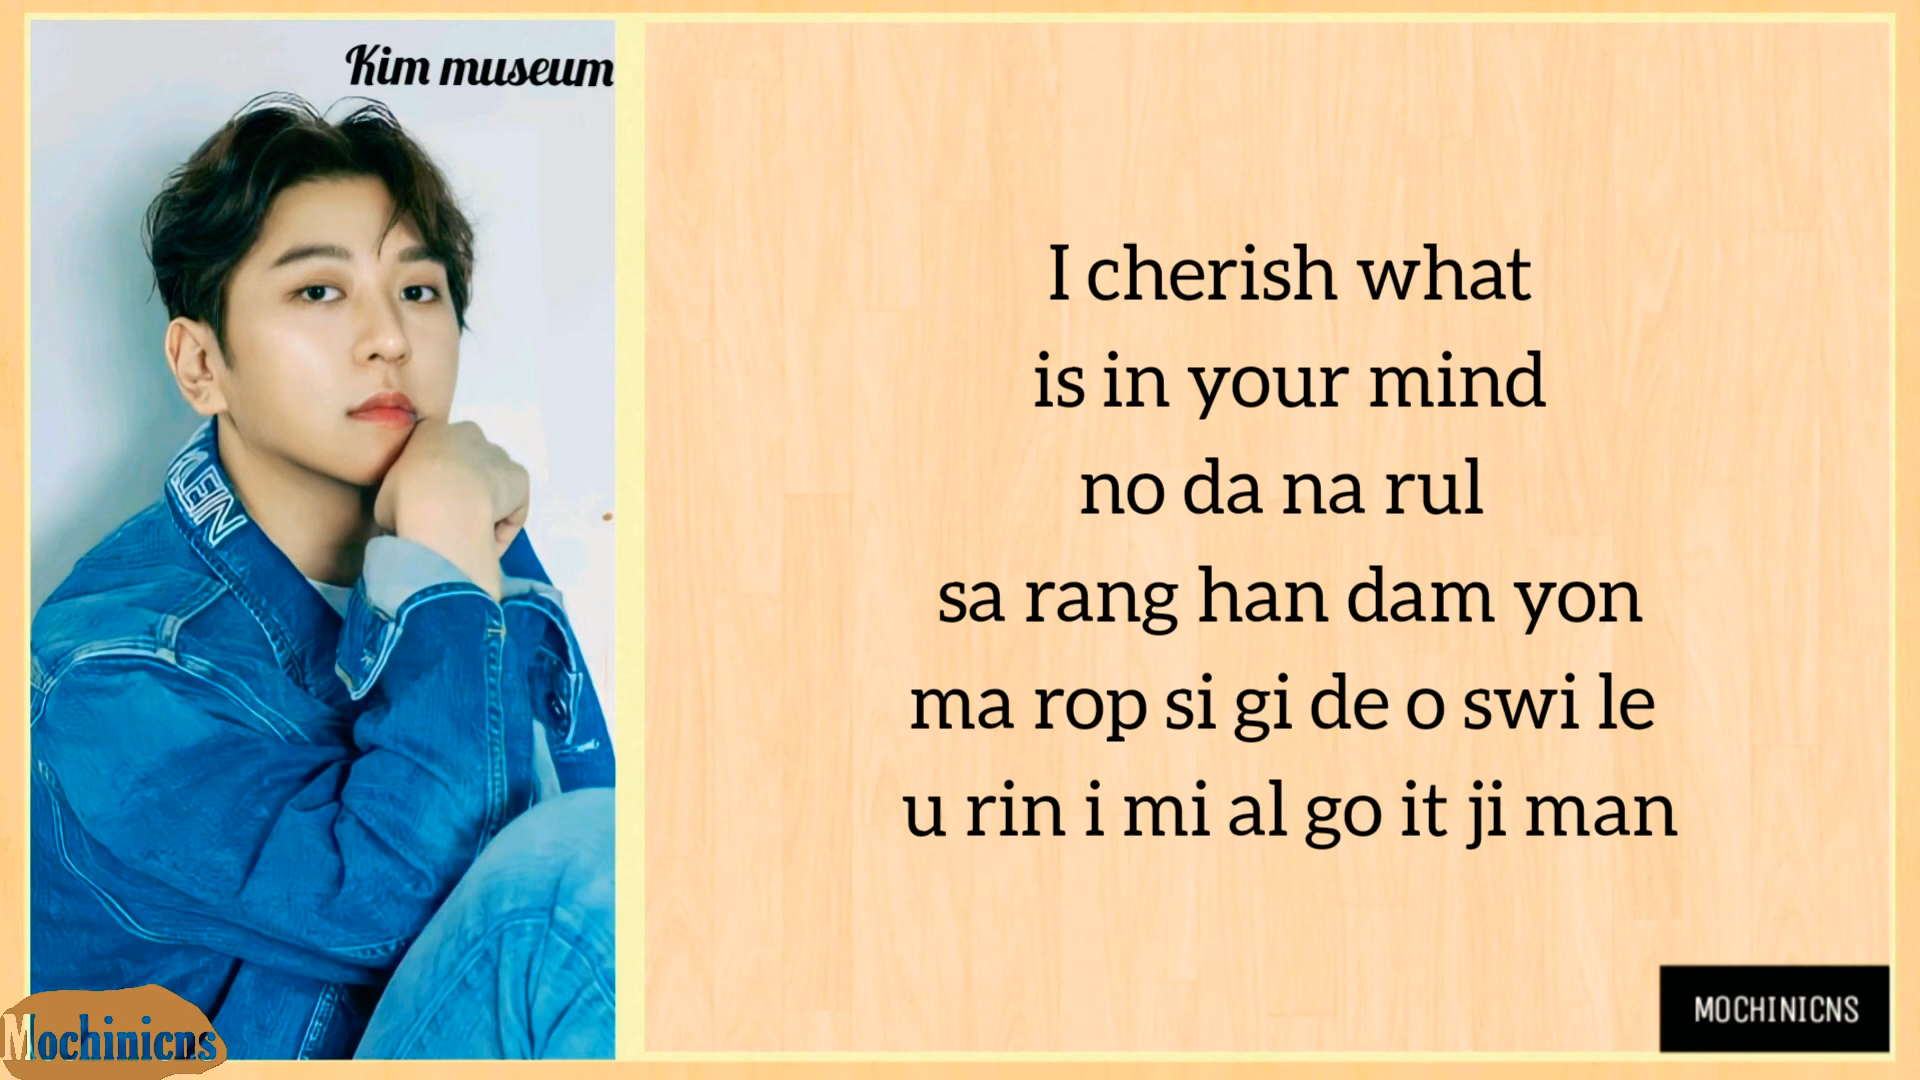 Kim museum
KLEIN
I cherish what
is in your mind
no da na rul
sa rang han dam yon
ma rop si gi de o swi le
u rin i mi al go it ji man
Mochinicns
MOCHINICNS